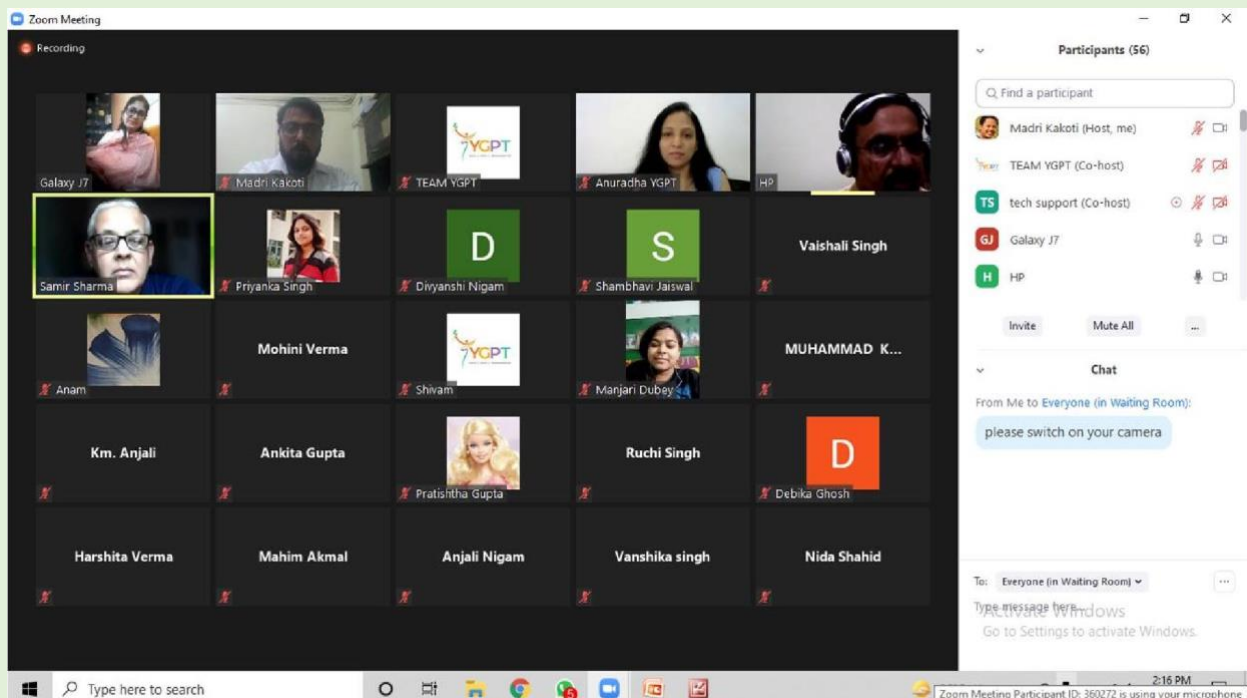 Zoom Meeting
Recording
Galaxy J7
Madri Kakoti
YGPT
TEAM YGPT
Anuradha YGPT
HP
Samir Sharma
Priyanka Singh
D
Divyanshi Nigam
S
Shambhavi Jaiswal
Vaishali Singh
Anam
Mohini Verma
YGPT
Shivam
Manjari Dubey
MUHAMMAD K...
Km. Anjali
Ankita Gupta
Pratishtha Gupta
Ruchi Singh
D
Debika Ghosh
Harshita Verma
Mahim Akmal
Anjali Nigam
Vanshika singh
Nida Shahid
Participants (56)
Find a participant
Madri Kakoti (Host, me)
TEAM YGPT (Co-host)
TS tech support (Co-host)
GJ Galaxy J7
H HP
Invite Mute All ...
Chat
From Me to Everyone (in Waiting Room):
please switch on your camera
To: Everyone (in Waiting Room)
Type message here...
Activate Windows
Go to Settings to activate Windows.
Type here to search
5
2:16 PM
Zoom Meeting Participant ID: 360272 is using your microphone.